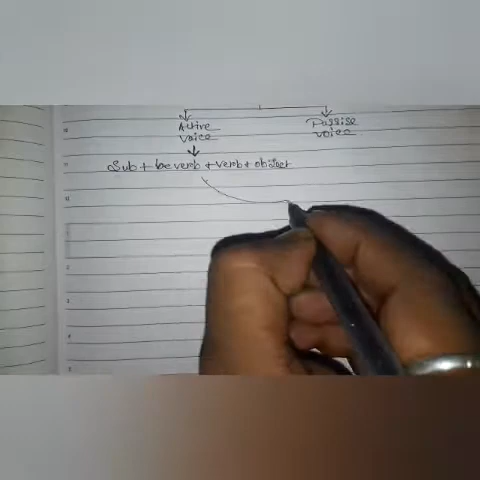 Active Passive
voice voice
Sub + be verb + verb + object